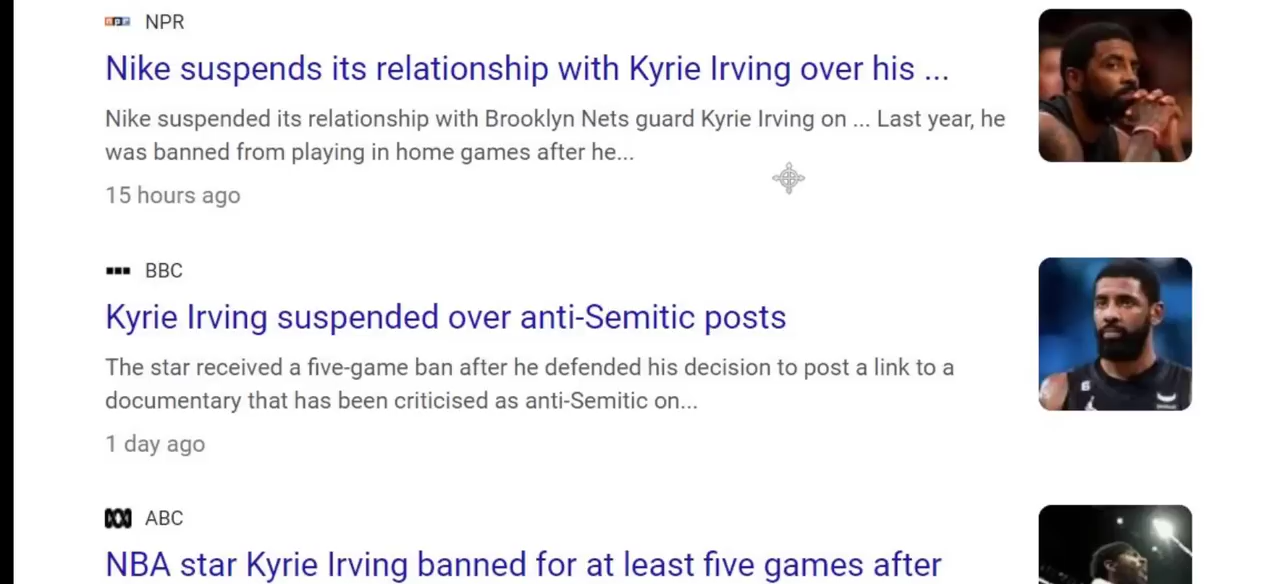 npr NPR
Nike suspends its relationship with Kyrie Irving over his ...
Nike suspended its relationship with Brooklyn Nets guard Kyrie Irving on ... Last year, he
was banned from playing in home games after he...
15 hours ago
BBC
Kyrie Irving suspended over anti-Semitic posts
The star received a five-game ban after he defended his decision to post a link to a
documentary that has been criticised as anti-Semitic on...
1 day ago
ABC
NBA star Kyrie Irving banned for at least five games after